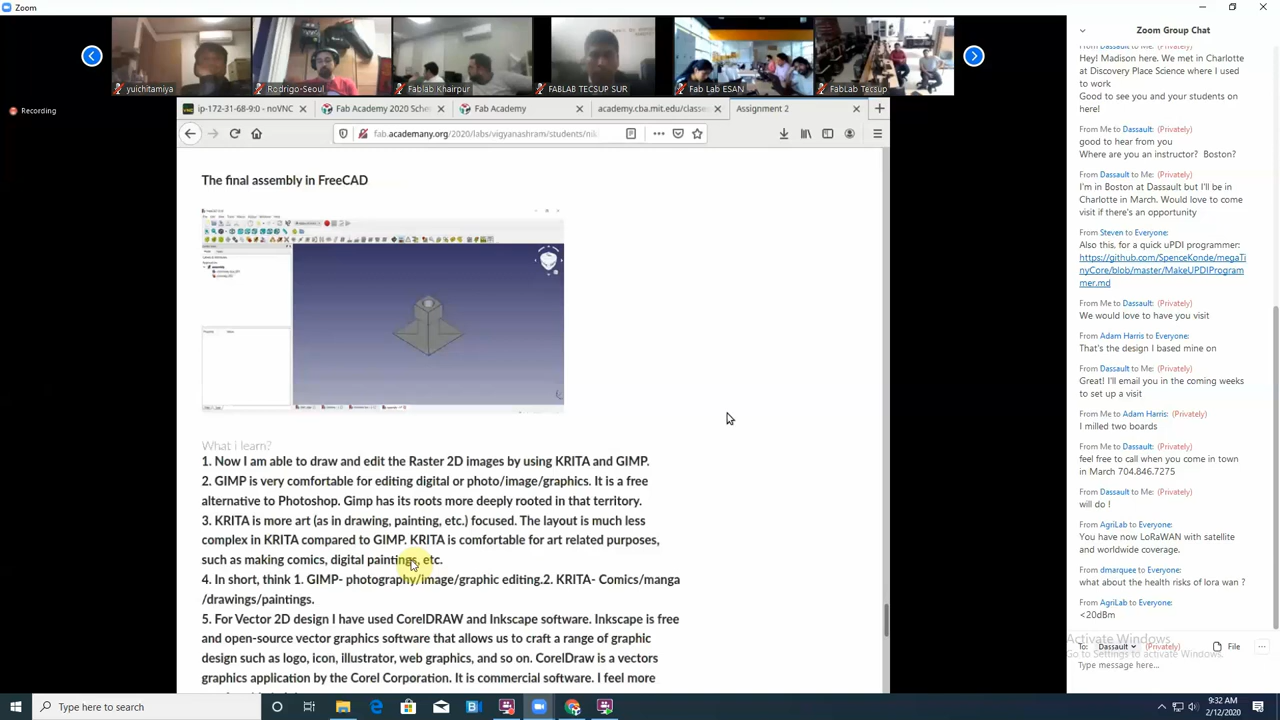 Zoom
yuichitamiya
Rodrigo-Seoul
Fablab Khairpur
FABLAB TECSUP SUR
Fab Lab ESAN
FabLab Tecsup
Recording
ip-172-31-68-9:0 - noVNC
Fab Academy 2020 Sche
Fab Academy
academy.cba.mit.edu/classe
Assignment 2
fab.academany.org/2020/labs/vigyanashram/students/nik
The final assembly in FreeCAD
What i learn?
1. Now I am able to draw and edit the Raster 2D images by using KRITA and GIMP.
2. GIMP is very comfortable for editing digital or photo/image/graphics. It is a free
alternative to Photoshop. Gimp has its roots more deeply rooted in that territory.
3. KRITA is more art (as in drawing, painting, etc.) focused. The layout is much less
complex in KRITA compared to GIMP. KRITA is comfortable for art related purposes,
such as making comics, digital paintings, etc.
4. In short, think 1. GIMP- photography/image/graphic editing.2. KRITA- Comics/manga
/drawings/paintings.
5. For Vector 2D design I have used CorelDRAW and Inkscape software. Inkscape is free
and open-source vector graphics software that allows us to craft a range of graphic
design such as logo, icon, illustrator, web graphics, and so on. CorelDraw is a vectors
graphics application by the Corel Corporation. It is commercial software. I feel more
Zoom Group Chat
From Dassault to Me: (Privately)
Hey! Madison here. We met in Charlotte
at Discovery Place Science where I used
to work
Good to see you and your students on
here!
From Me to Dassault: (Privately)
good to hear from you
Where are you an instructor? Boston?
From Dassault to Me: (Privately)
I'm in Boston at Dassault but I'll be in
Charlotte in March. Would love to come
visit if there's an opportunity
From Steven to Everyone:
Also this, for a quick uPDI programmer:
https://github.com/SpenceKonde/megaTi
nyCore/blob/master/MakeUPDIProgram
mer.md
From Me to Dassault: (Privately)
We would love to have you visit
From Adam Harris to Everyone:
That's the design I based mine on
From Dassault to Me: (Privately)
Great! I'll email you in the coming weeks
to set up a visit
From Me to Adam Harris: (Privately)
I milled two boards
From Me to Dassault: (Privately)
feel free to call when you come in town
in March 704.846.7275
From Dassault to Me: (Privately)
will do !
From AgriLab to Everyone:
You have now LoRaWAN with satellite
and worldwide coverage.
From dmarquee to Everyone:
what about the health risks of lora wan ?
From AgriLab to Everyone:
<20dBm
Activate Windows
Go to Settings to activate Windows.
To: Dassault (Privately) File
Type message here...
Type here to search
9:32 AM
2/12/2020